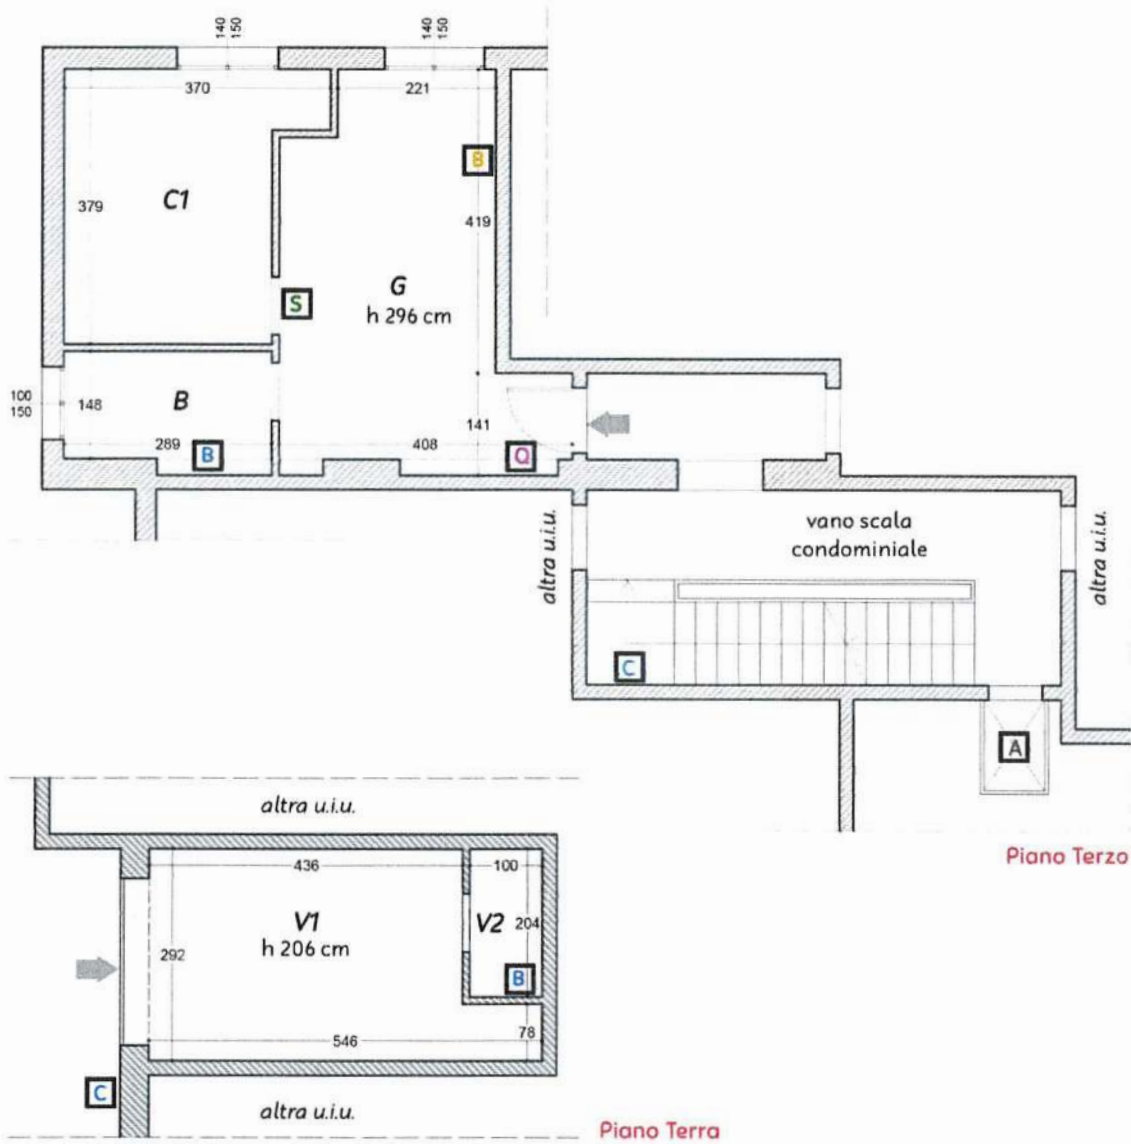 140
150
140
150
370
221
B
C1
379
419
S
G
h 296 cm
100
150
148
B
141
289
B
408
Q
vano scala
condominiale
altra u.i.u.
altra u.i.u.
C
A
Piano Terzo
altra u.i.u.
436
100
V1
h 206 cm
V2
204
292
B
546
78
C
altra u.i.u.
Piano Terra